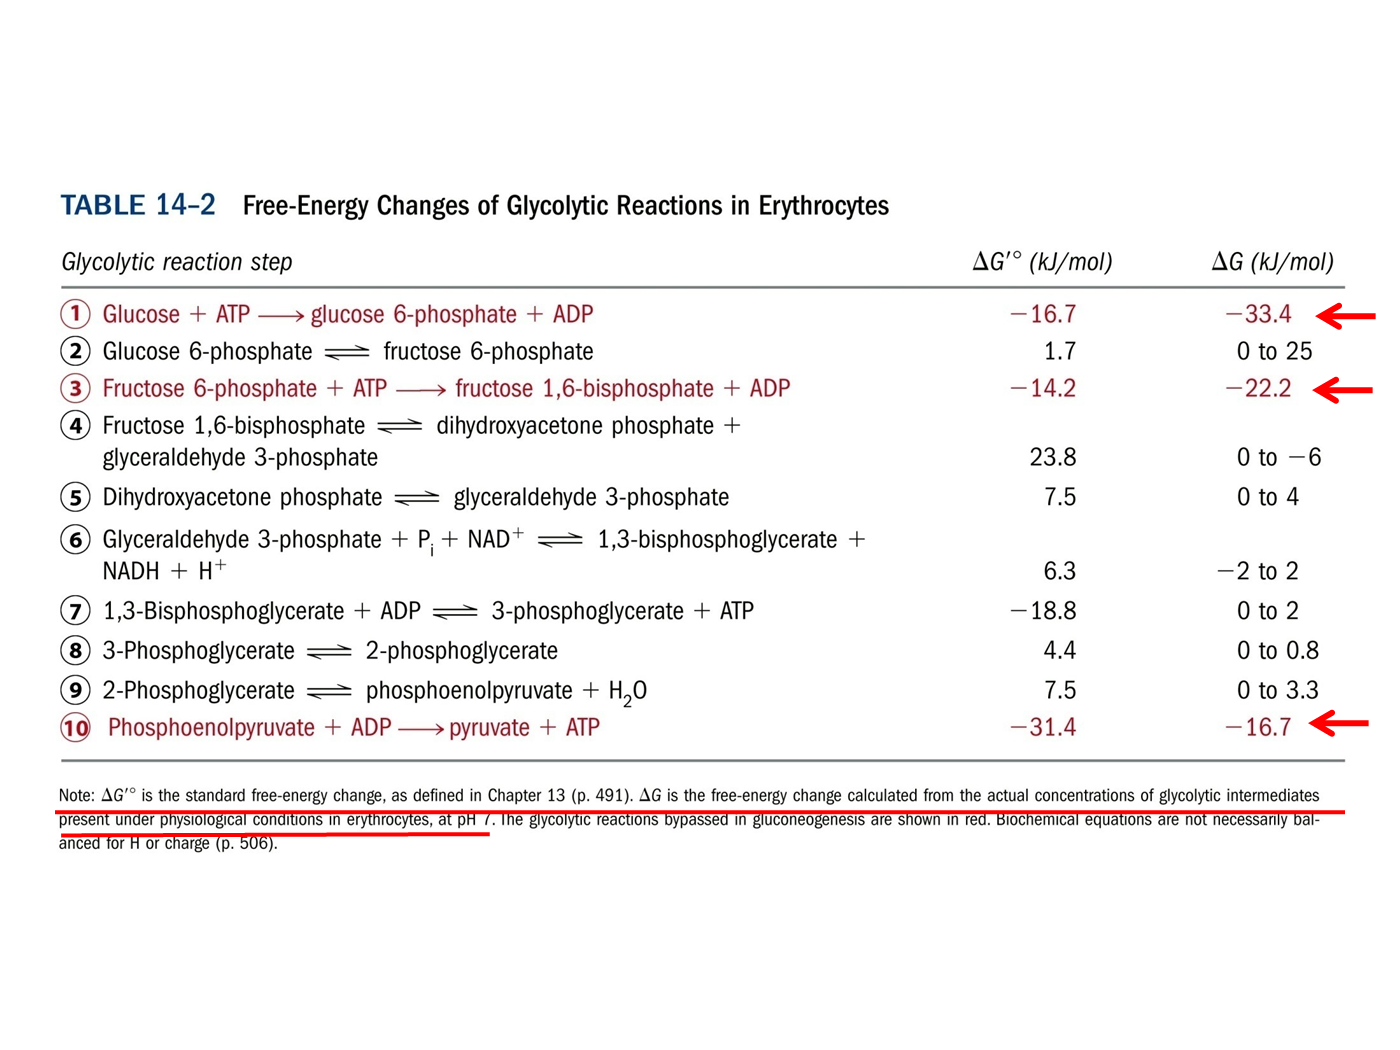 TABLE 14–2 Free-Energy Changes of Glycolytic Reactions in Erythrocytes
Glycolytic reaction step ΔG′° (kJ/mol) ΔG (kJ/mol)
① Glucose + ATP ⟶ glucose 6-phosphate + ADP −16.7 −33.4
② Glucose 6-phosphate ⇌ fructose 6-phosphate 1.7 0 to 25
③ Fructose 6-phosphate + ATP ⟶ fructose 1,6-bisphosphate + ADP −14.2 −22.2
④ Fructose 1,6-bisphosphate ⇌ dihydroxyacetone phosphate +
glyceraldehyde 3-phosphate 23.8 0 to −6
⑤ Dihydroxyacetone phosphate ⇌ glyceraldehyde 3-phosphate 7.5 0 to 4
⑥ Glyceraldehyde 3-phosphate + Pᵢ + NAD⁺ ⇌ 1,3-bisphosphoglycerate +
NADH + H⁺ 6.3 −2 to 2
⑦ 1,3-Bisphosphoglycerate + ADP ⇌ 3-phosphoglycerate + ATP −18.8 0 to 2
⑧ 3-Phosphoglycerate ⇌ 2-phosphoglycerate 4.4 0 to 0.8
⑨ 2-Phosphoglycerate ⇌ phosphoenolpyruvate + H₂O 7.5 0 to 3.3
⑩ Phosphoenolpyruvate + ADP ⟶ pyruvate + ATP −31.4 −16.7
Note: ΔG′° is the standard free-energy change, as defined in Chapter 13 (p. 491). ΔG is the free-energy change calculated from the actual concentrations of glycolytic intermediates
present under physiological conditions in erythrocytes, at pH 7. The glycolytic reactions bypassed in gluconeogenesis are shown in red. Biochemical equations are not necessarily bal-
anced for H or charge (p. 506).